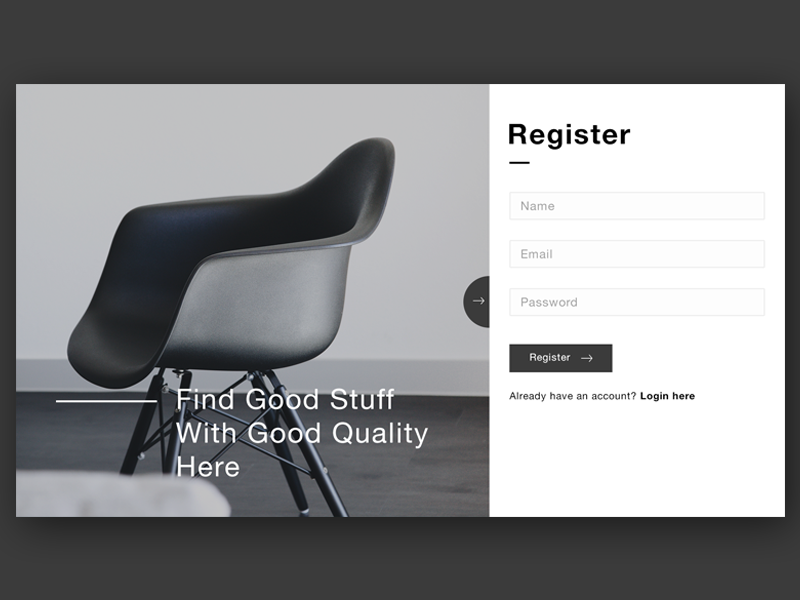 Find Good Stuff
With Good Quality
Here
Register
Name
Email
Password
Register
Already have an account? Login here